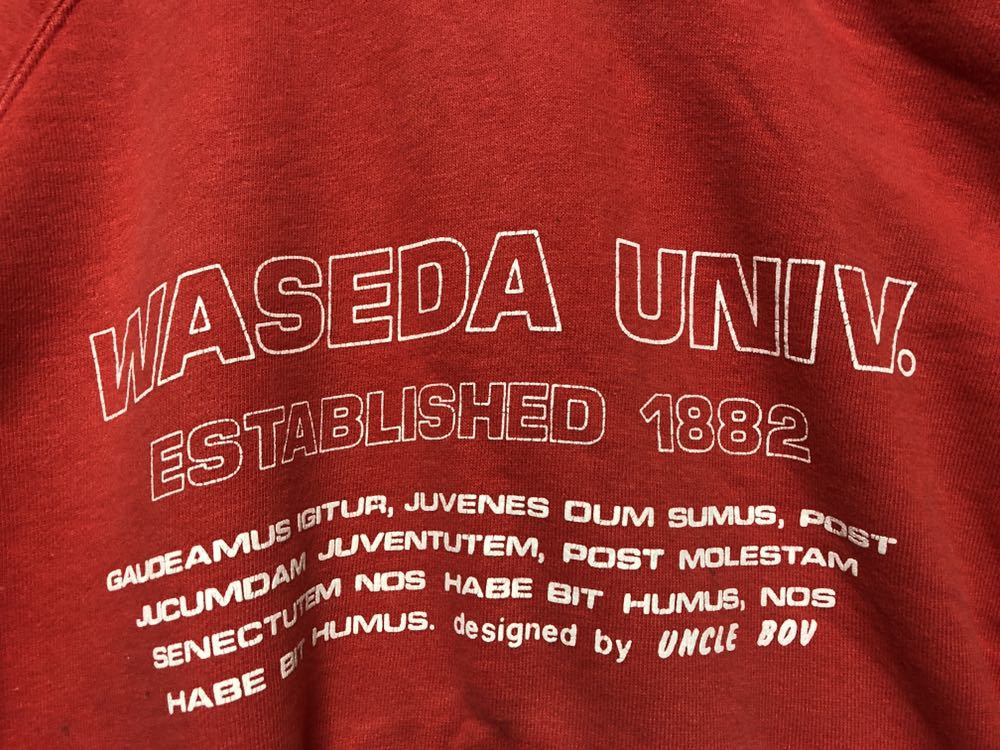 WASEDA UNIV.
ESTABLISHED 1882
GAUDEAMUS IGITUR, JUVENES DUM SUMUS, POST
JUCUMDAM JUVENTUTEM, POST MOLESTAM
SENECTUTEM NOS HABE BIT HUMUS, NOS
HABE BIT HUMUS. designed by UNCLE BOV